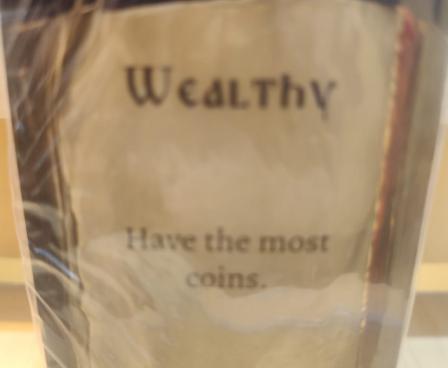 Wealthy
Have the most
coins.